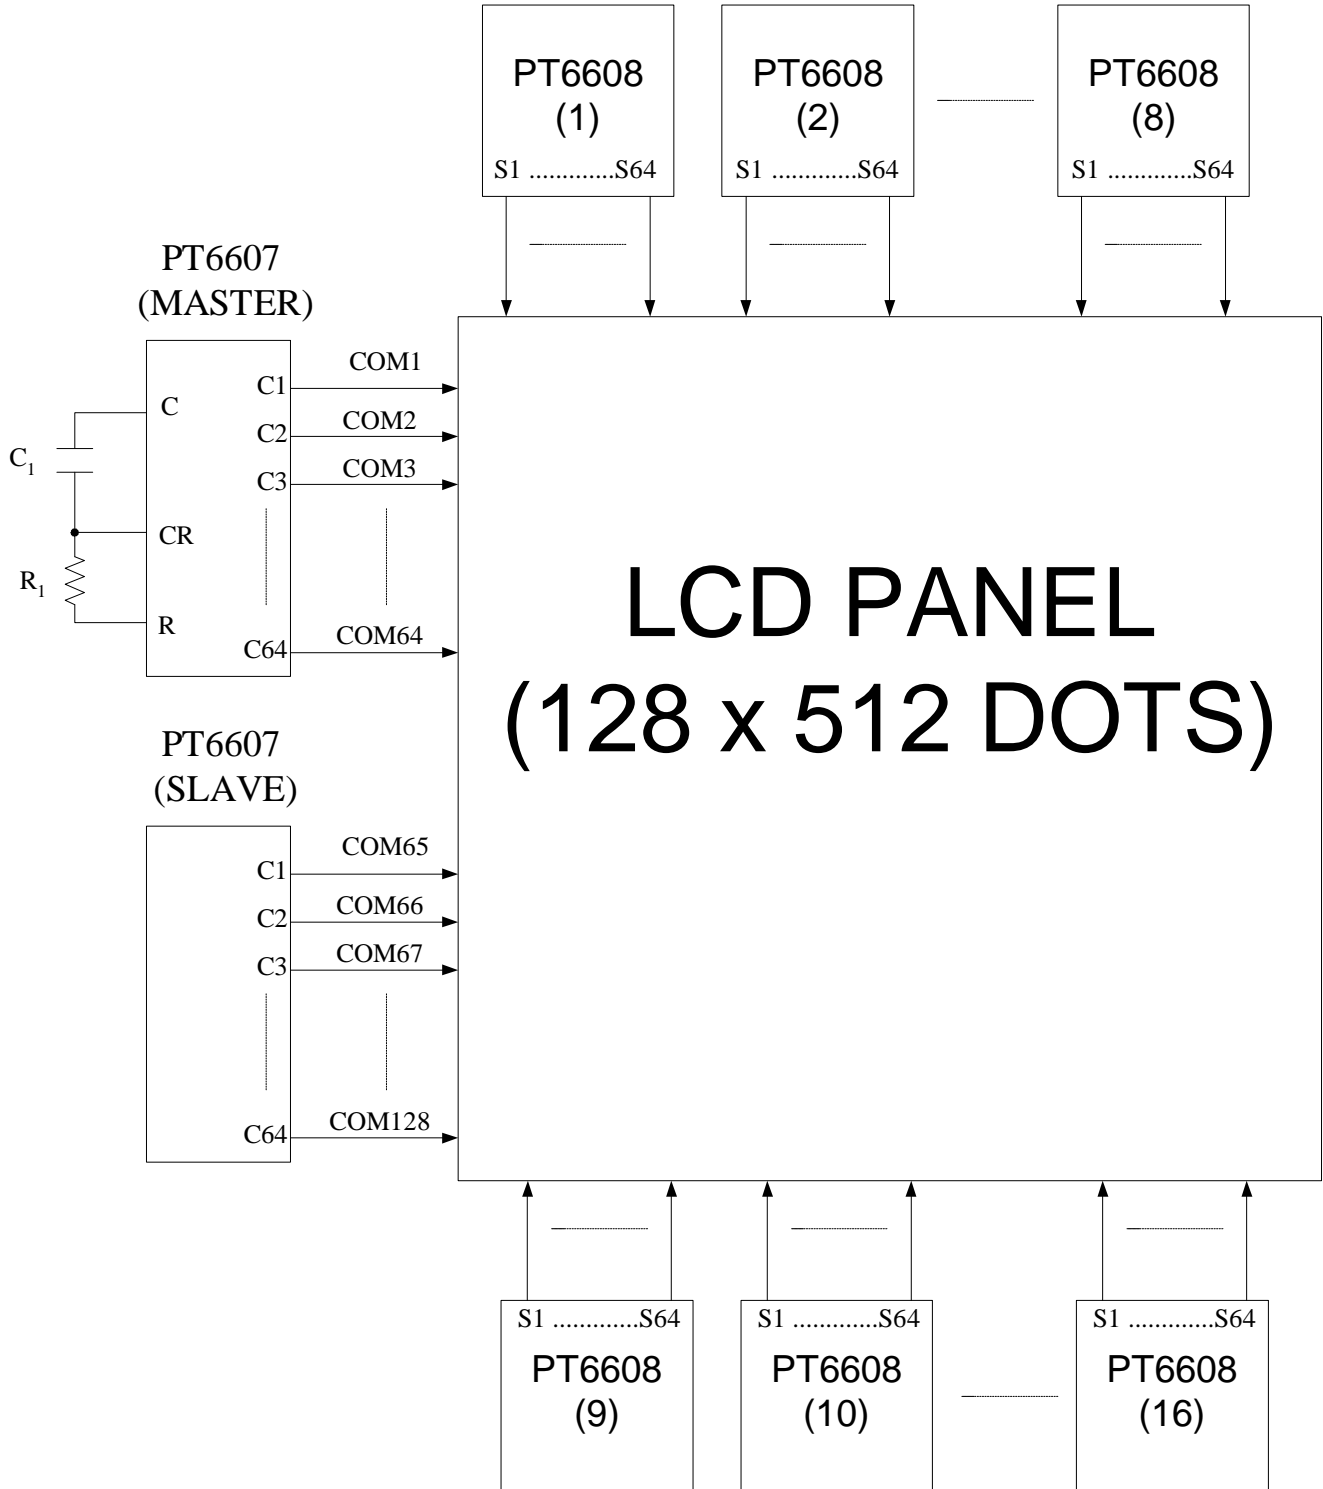 PT6608
(1)
S1 .............S64
PT6608
(2)
S1 .............S64
PT6608
(8)
S1 .............S64
PT6607
(MASTER)
C
CR
R
C1
R1
C1
C2
C3
C64
COM1
COM2
COM3
COM64
LCD PANEL
(128 x 512 DOTS)
PT6607
(SLAVE)
C1
C2
C3
C64
COM65
COM66
COM67
COM128
S1 .............S64
PT6608
(9)
S1 .............S64
PT6608
(10)
S1 .............S64
PT6608
(16)